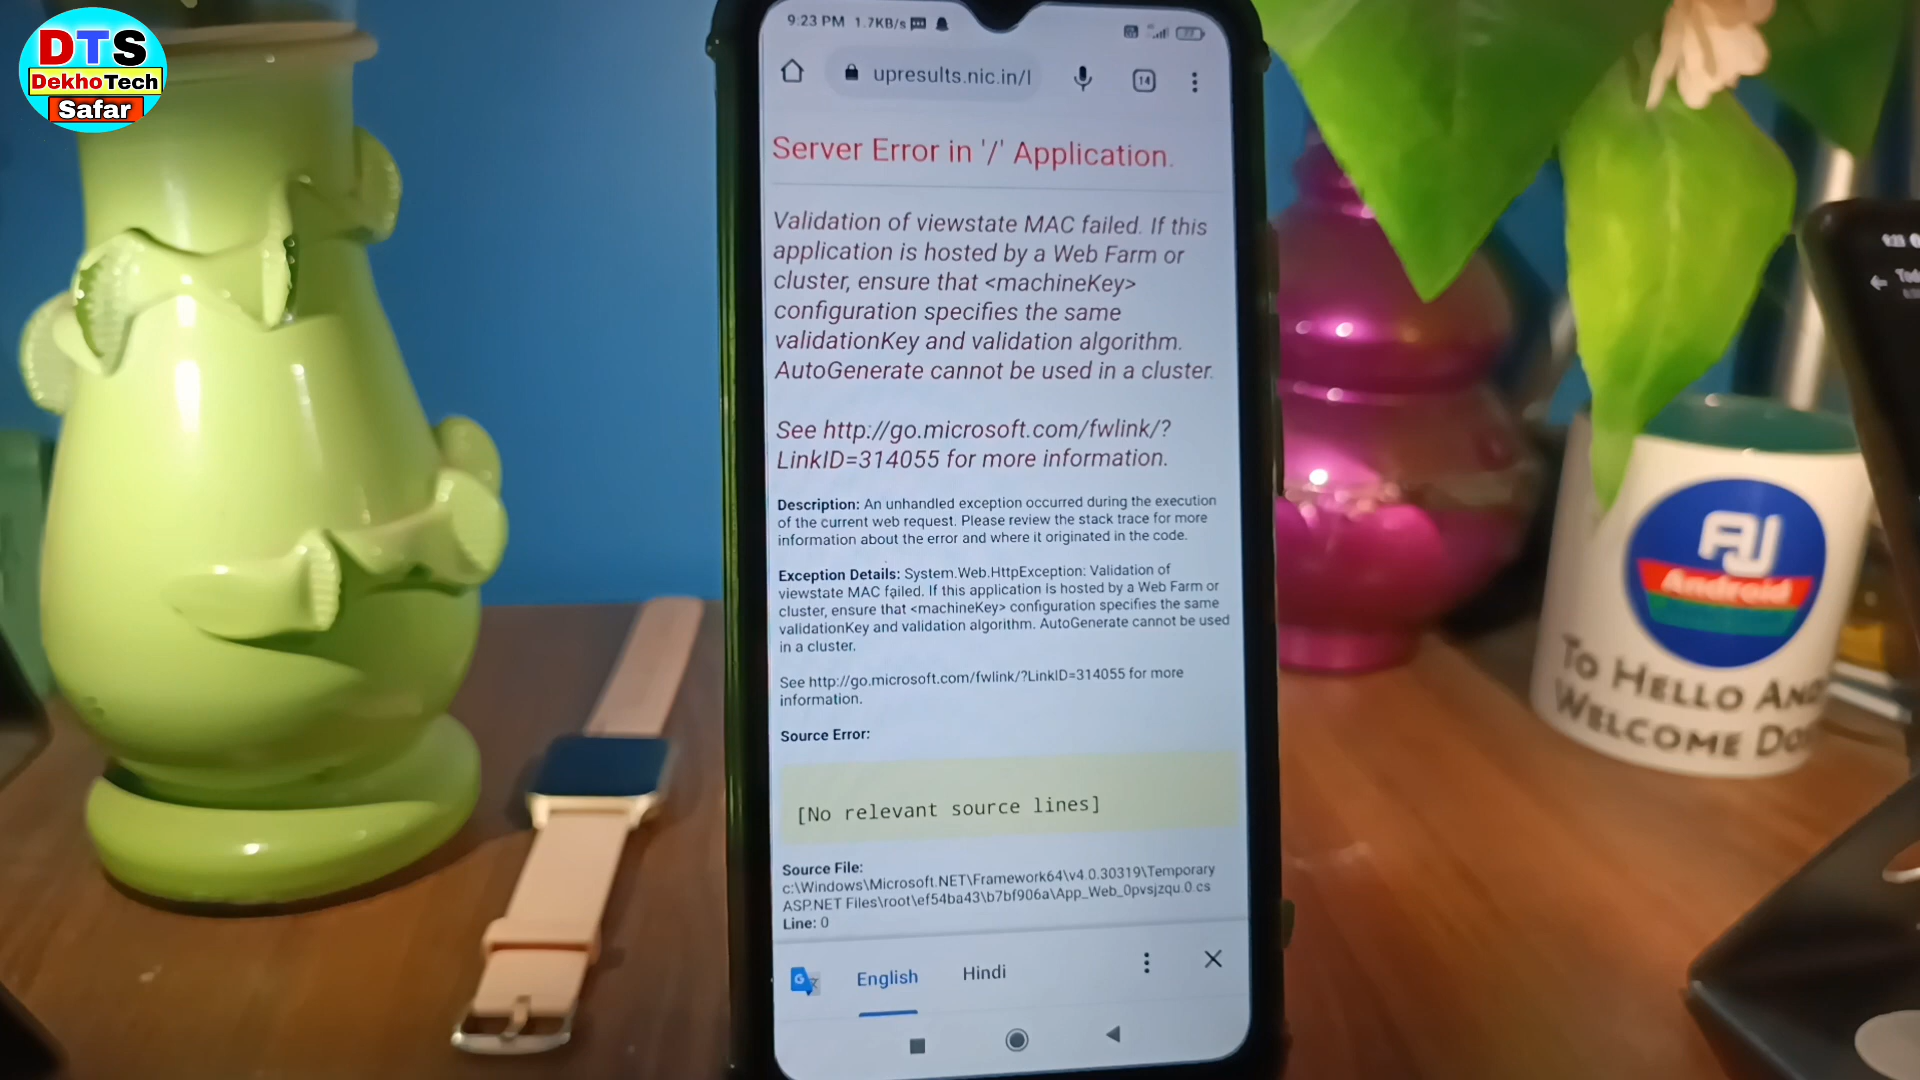 DTS
DekhoTech
Safar
9:23 PM 1.7KB/s
upresults.nic.in/
14
Server Error in '/' Application.
Validation of viewstate MAC failed. If this
application is hosted by a Web Farm or
cluster, ensure that <machineKey>
configuration specifies the same
validationKey and validation algorithm.
AutoGenerate cannot be used in a cluster.
See http://go.microsoft.com/fwlink/?
LinkID=314055 for more information.
Description: An unhandled exception occurred during the execution
of the current web request. Please review the stack trace for more
information about the error and where it originated in the code.
Exception Details: System.Web.HttpException: Validation of
viewstate MAC failed. If this application is hosted by a Web Farm or
cluster, ensure that <machineKey> configuration specifies the same
validationKey and validation algorithm. AutoGenerate cannot be used
in a cluster.
See http://go.microsoft.com/fwlink/?LinkID=314055 for more
information.
Source Error:
[No relevant source lines]
Source File:
c:\Windows\Microsoft.NET\Framework64\v4.0.30319\Temporary
ASP.NET Files\root\ef54ba43\b7bf906a\App_Web_0pvsjzqu.0.cs
Line: 0
English Hindi
AJ
Android
To HELLO
WELCOME